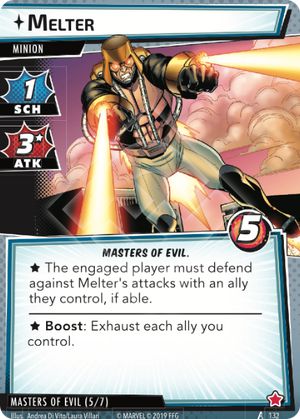 MELTER
MINION
1
SCH
3
ATK
5
MASTERS OF EVIL.
The engaged player must defend
against Melter's attacks with an ally
they control, if able.
Boost: Exhaust each ally you
control.
MASTERS OF EVIL (5/7)
Illus. Andrea Di Vito/Laura Villari
© MARVEL © 2019 FFG
132